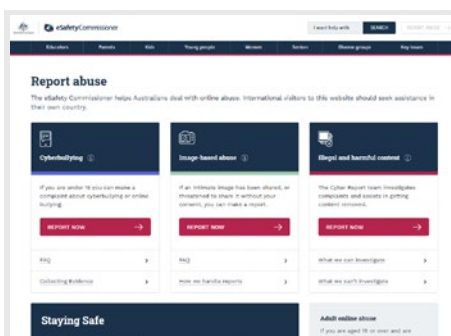 eSafetyCommissioner
I need help with
SEARCH
REPORT ABUSE
Educators Parents Kids Young people Women Seniors Diverse groups Key Issues
Report abuse
The eSafety Commissioner helps Australians deal with online abuse. International visitors to this website should seek assistance in
their own country.
Cyberbullying
If you are under 18 you can make a
complaint about cyberbullying or online
bullying.
REPORT NOW
FAQ
Collecting Evidence
Image-based abuse
If an intimate image has been shared, or
threatened to share it without your
consent, you can make a report.
REPORT NOW
FAQ
How we handle reports
Illegal and harmful content
The Cyber Report team investigates
complaints and assists in getting
content removed.
REPORT NOW
What we can investigate
What we can't investigate
Staying Safe
Adult online abuse
If you are aged 18 or over and are